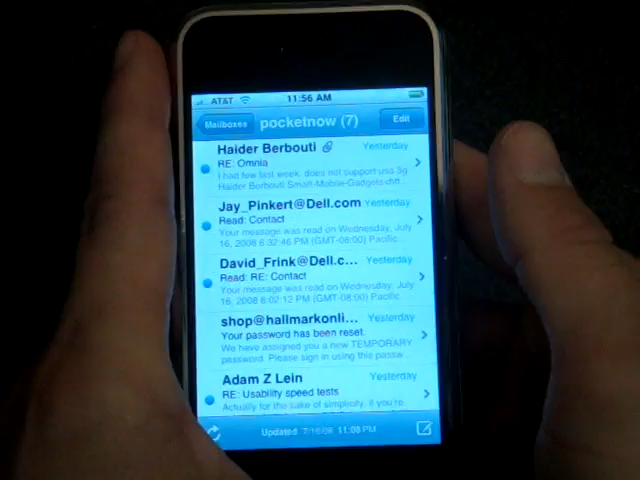 AT&T 11:56 AM
Mailboxes pocketnow (7) Edit
Haider Berbouti Yesterday
RE: Omnia
I had few last week, does not support usa 3g
Haider Berbouti Smart-Mobile-Gadgets
Jay_Pinkert@Dell.com Yesterday
Read: Contact
Your message was read on Wednesday, July
16, 2008 6:32:46 PM (GMT-08:00) Pacific
David_Frink@Dell.c... Yesterday
Read: RE: Contact
Your message was read on Wednesday, July
16, 2008 6:02:12 PM (GMT-08:00) Pacific
shop@hallmarkonli... Yesterday
Your password has been reset.
We have assigned you a new TEMPORARY
password. Please sign in using this passw...
Adam Z Lein Yesterday
RE: Usability speed tests
Actually for the sake of simplicity, if you're
Updated 7/16/08 11:08 PM